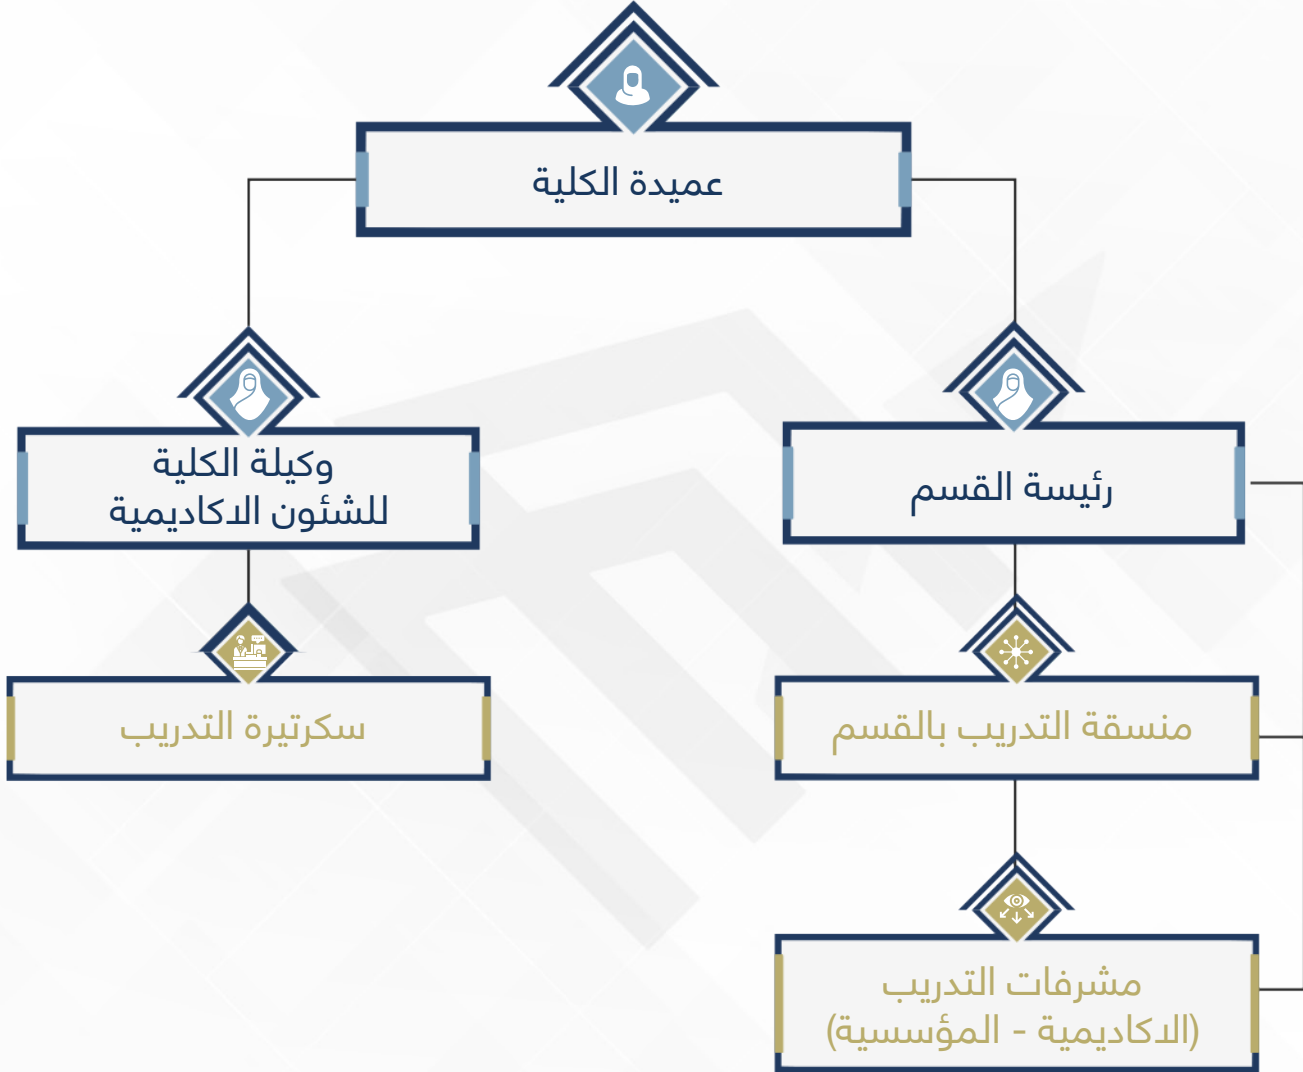 عميدة الكلية
رئيسة القسم
وكيلة الكلية
للشئون الاكاديمية
منسقة التدريب بالقسم
سكرتيرة التدريب
مشرفات التدريب
(الاكاديمية - المؤسسية)